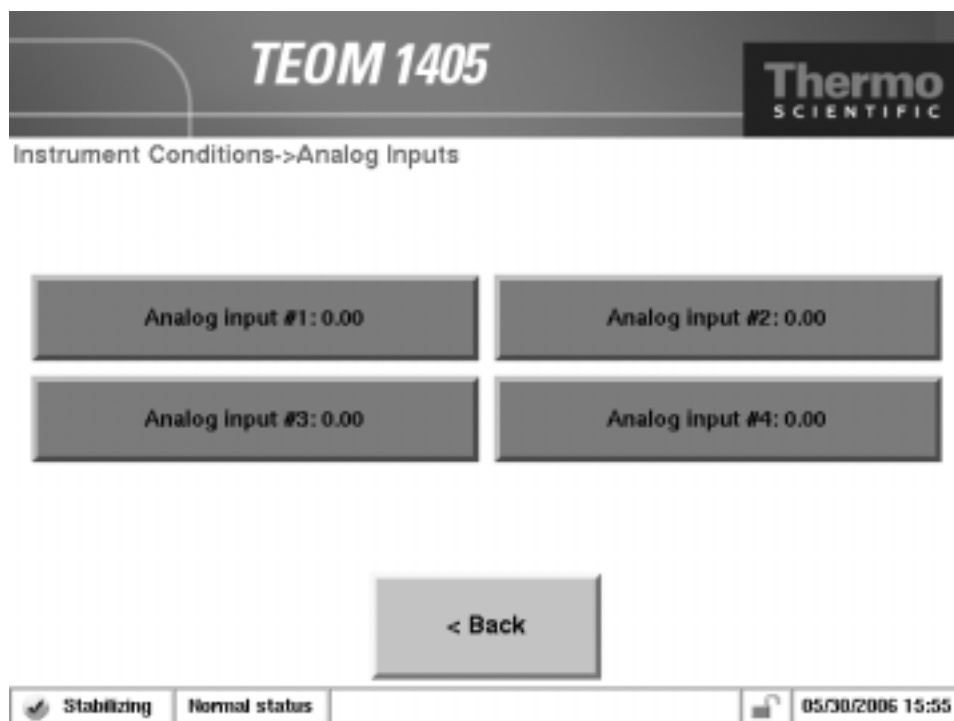 TEOM 1405
Thermo
SCIENTIFIC
Instrument Conditions->Analog Inputs
Analog input #1: 0.00
Analog input #2: 0.00
Analog input #3: 0.00
Analog input #4: 0.00
< Back
Stabilizing
Normal status
05/30/2006 15:55